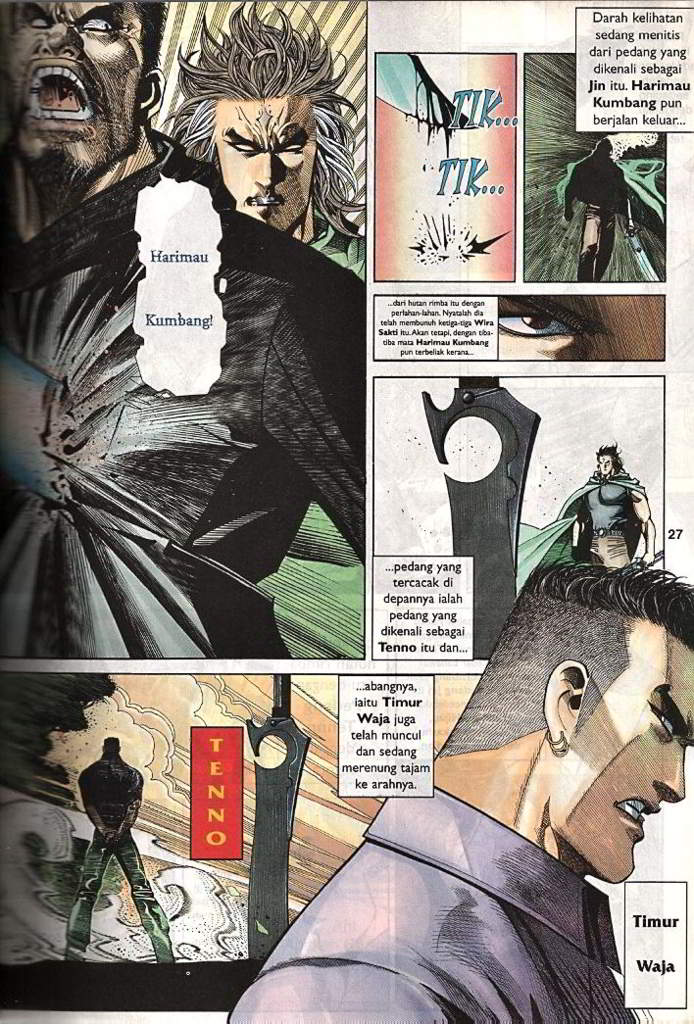 Harimau
Kumbang!
TIK...
TIK...
Darah kelihatan
sedang menitis
dari pedang yang
dikenali sebagai
Jin itu. Harimau
Kumbang pun
berjalan keluar...
...dari hutan rimba itu dengan
perlahan-lahan. Nyatalah dia
telah membunuh ketiga-tiga Wira
Sakti itu. Akan tetapi, dengan tiba-
tiba mata Harimau Kumbang
pun terbeliak kerana...
27
...pedang yang
tercacak di
depannya ialah
pedang yang
dikenali sebagai
Tenno itu dan...
...abangnya,
iaitu Timur
Waja juga
telah muncul
dan sedang
merenung tajam
ke arahnya.
TENNO
Timur
Waja